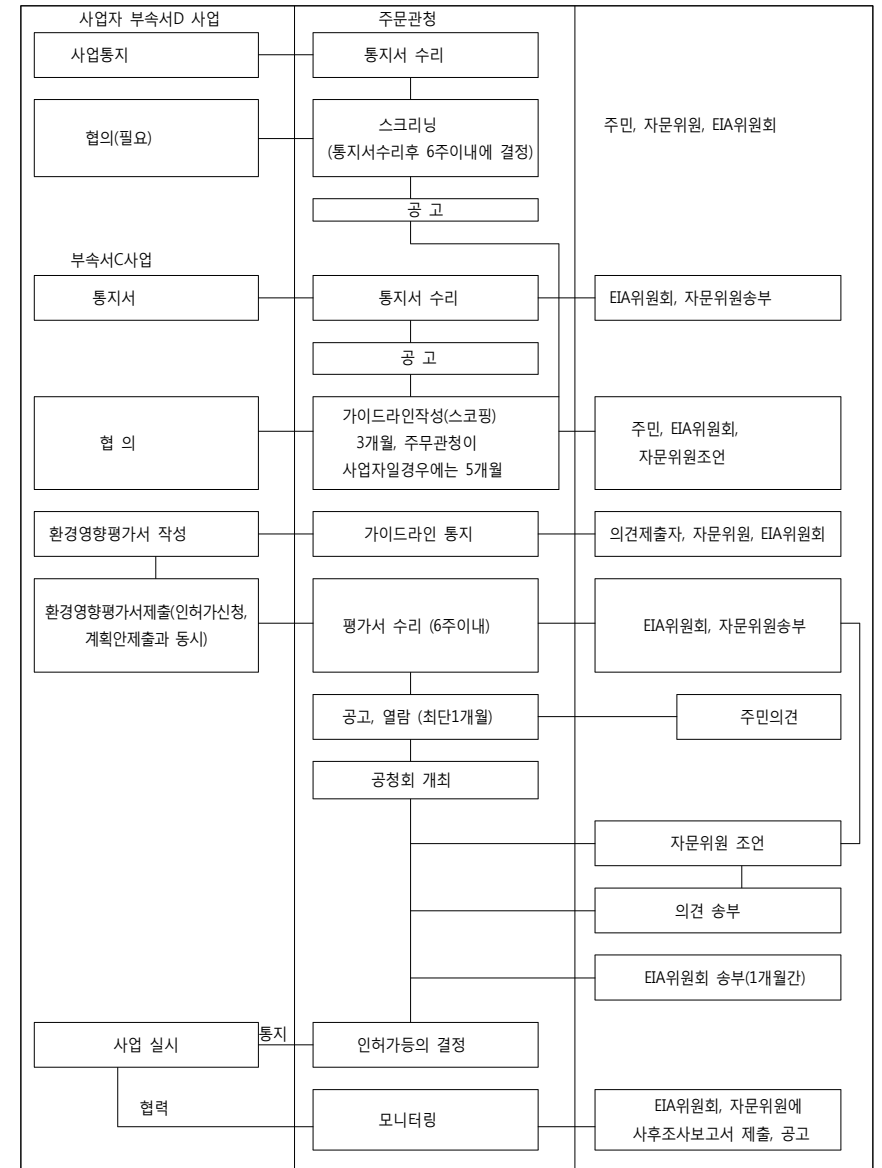 사업자 부속서D 사업
주문관청
사업통지
통지서 수리
협의(필요)
스크리닝
(통지서수리후 6주이내에 결정)
주민, 자문위원, EIA위원회
공 고
부속서C사업
통지서
통지서 수리
EIA위원회, 자문위원송부
공 고
협 의
가이드라인작성(스코핑)
3개월, 주무관청이
사업자일경우에는 5개월
주민, EIA위원회,
자문위원조언
환경영향평가서 작성
가이드라인 통지
의견제출자, 자문위원, EIA위원회
환경영향평가서제출(인허가신청,
계획안제출과 동시)
평가서 수리 (6주이내)
EIA위원회, 자문위원송부
공고, 열람 (최단1개월)
주민의견
공청회 개최
자문위원 조언
의견 송부
EIA위원회 송부(1개월간)
사업 실시
통지
인허가등의 결정
협력
모니터링
EIA위원회, 자문위원에
사후조사보고서 제출, 공고